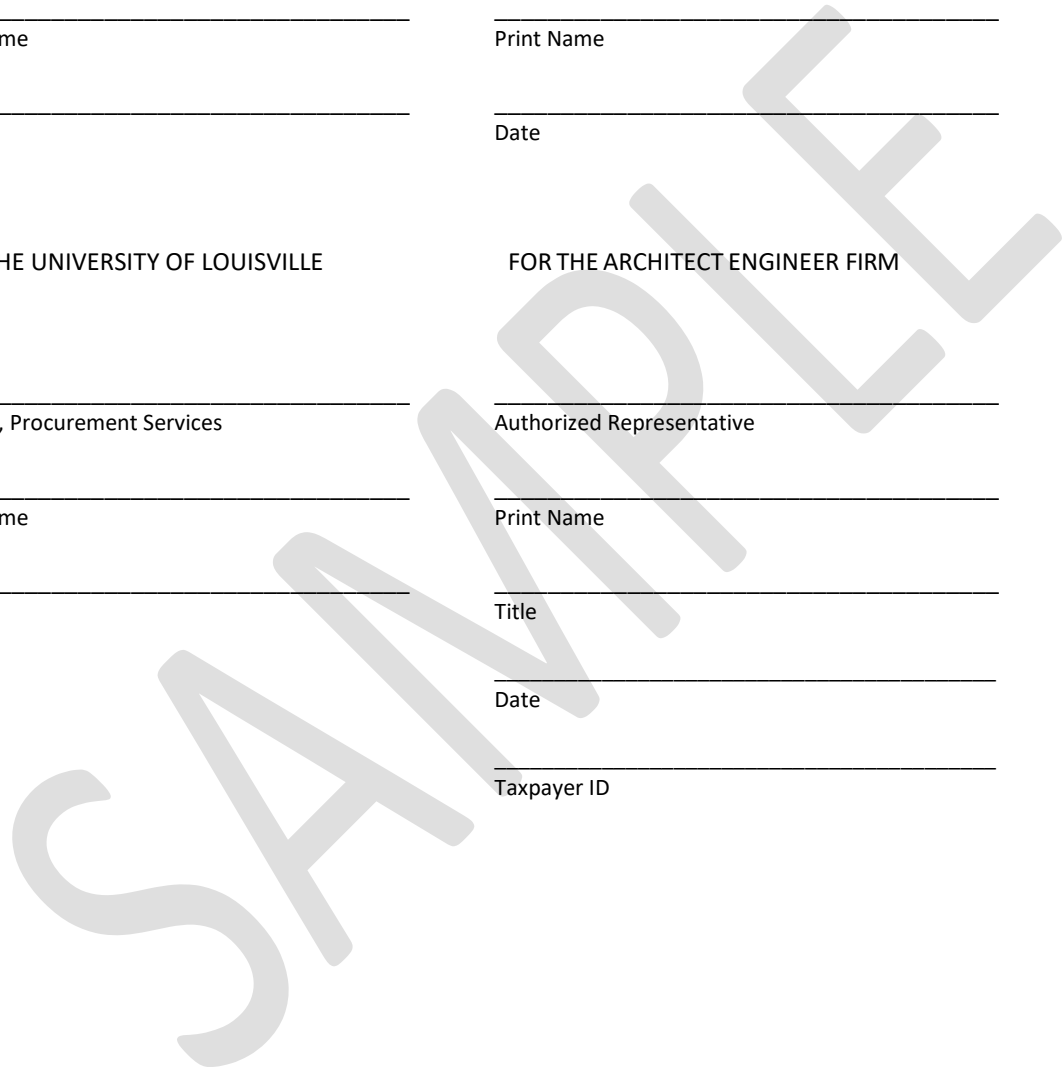 me
Print Name
Date
HE UNIVERSITY OF LOUISVILLE
FOR THE ARCHITECT ENGINEER FIRM
, Procurement Services
Authorized Representative
me
Print Name
Title
Date
Taxpayer ID
SAMPLE